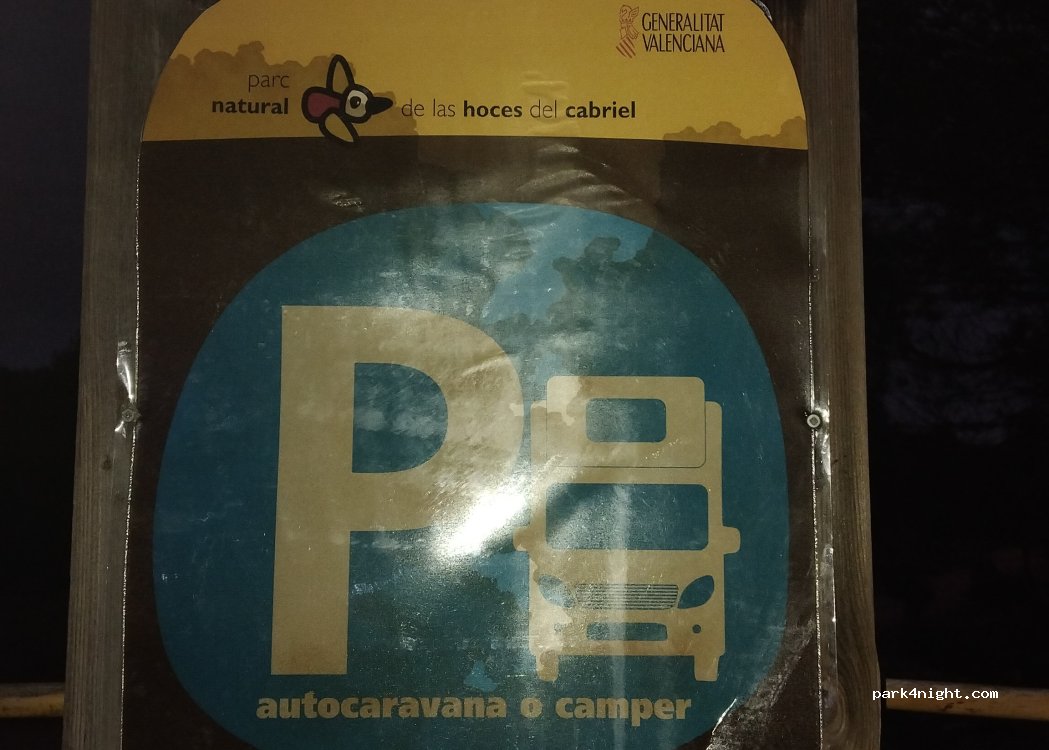 GENERALITAT
VALENCIANA
parc
natural de las hoces del cabriel
P
autocaravana o camper
park4night.com